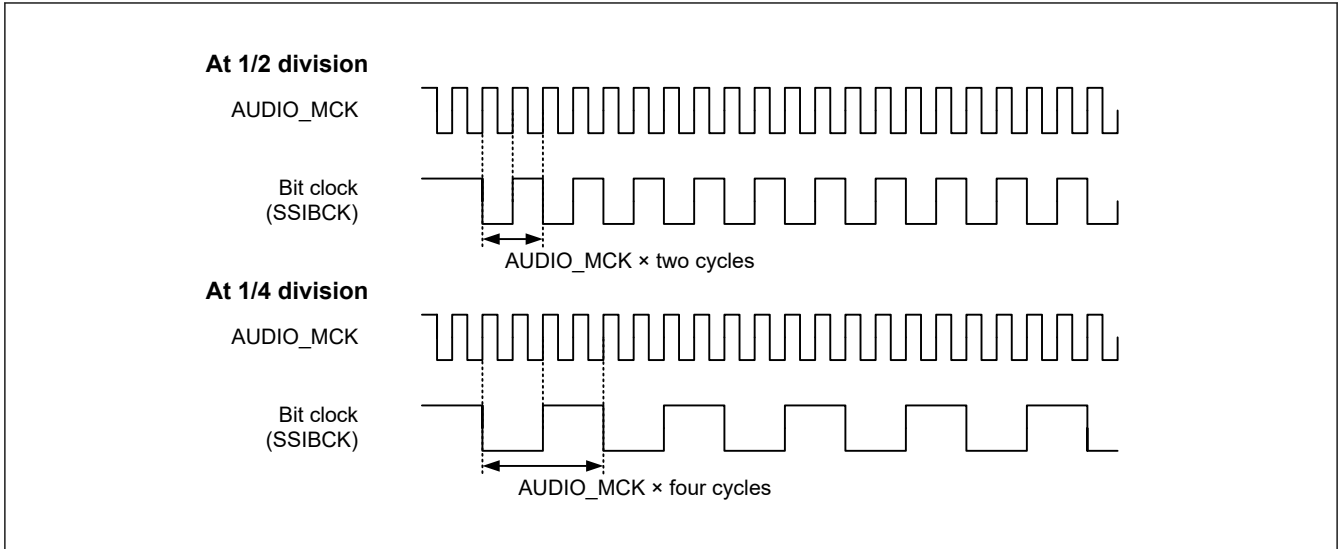 At 1/2 division
AUDIO_MCK
Bit clock
(SSIBCK)
AUDIO_MCK × two cycles
At 1/4 division
AUDIO_MCK
Bit clock
(SSIBCK)
AUDIO_MCK × four cycles